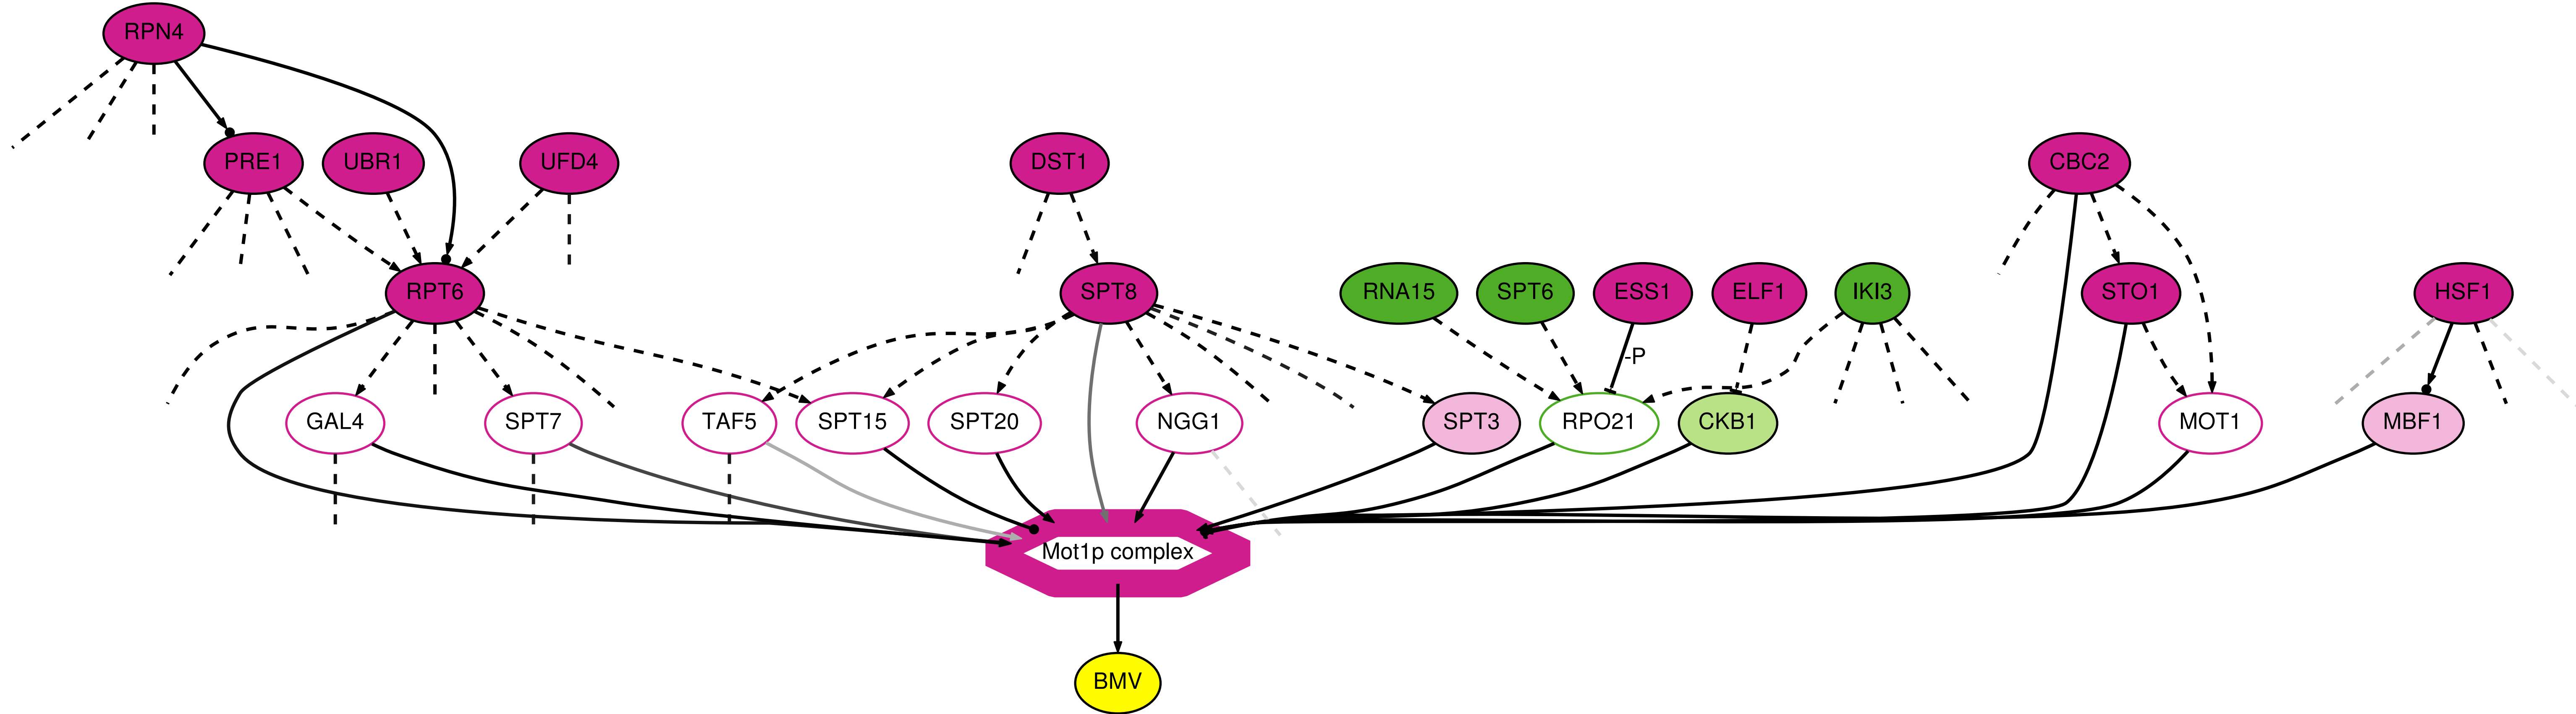 RPN4
PRE1
UBR1
UFD4
DST1
CBC2
RPT6
SPT8
RNA15
SPT6
ESS1
ELF1
IKI3
STO1
HSF1
-P
GAL4
SPT7
TAF5
SPT15
SPT20
NGG1
SPT3
RPO21
CKB1
MOT1
MBF1
Mot1p complex
BMV